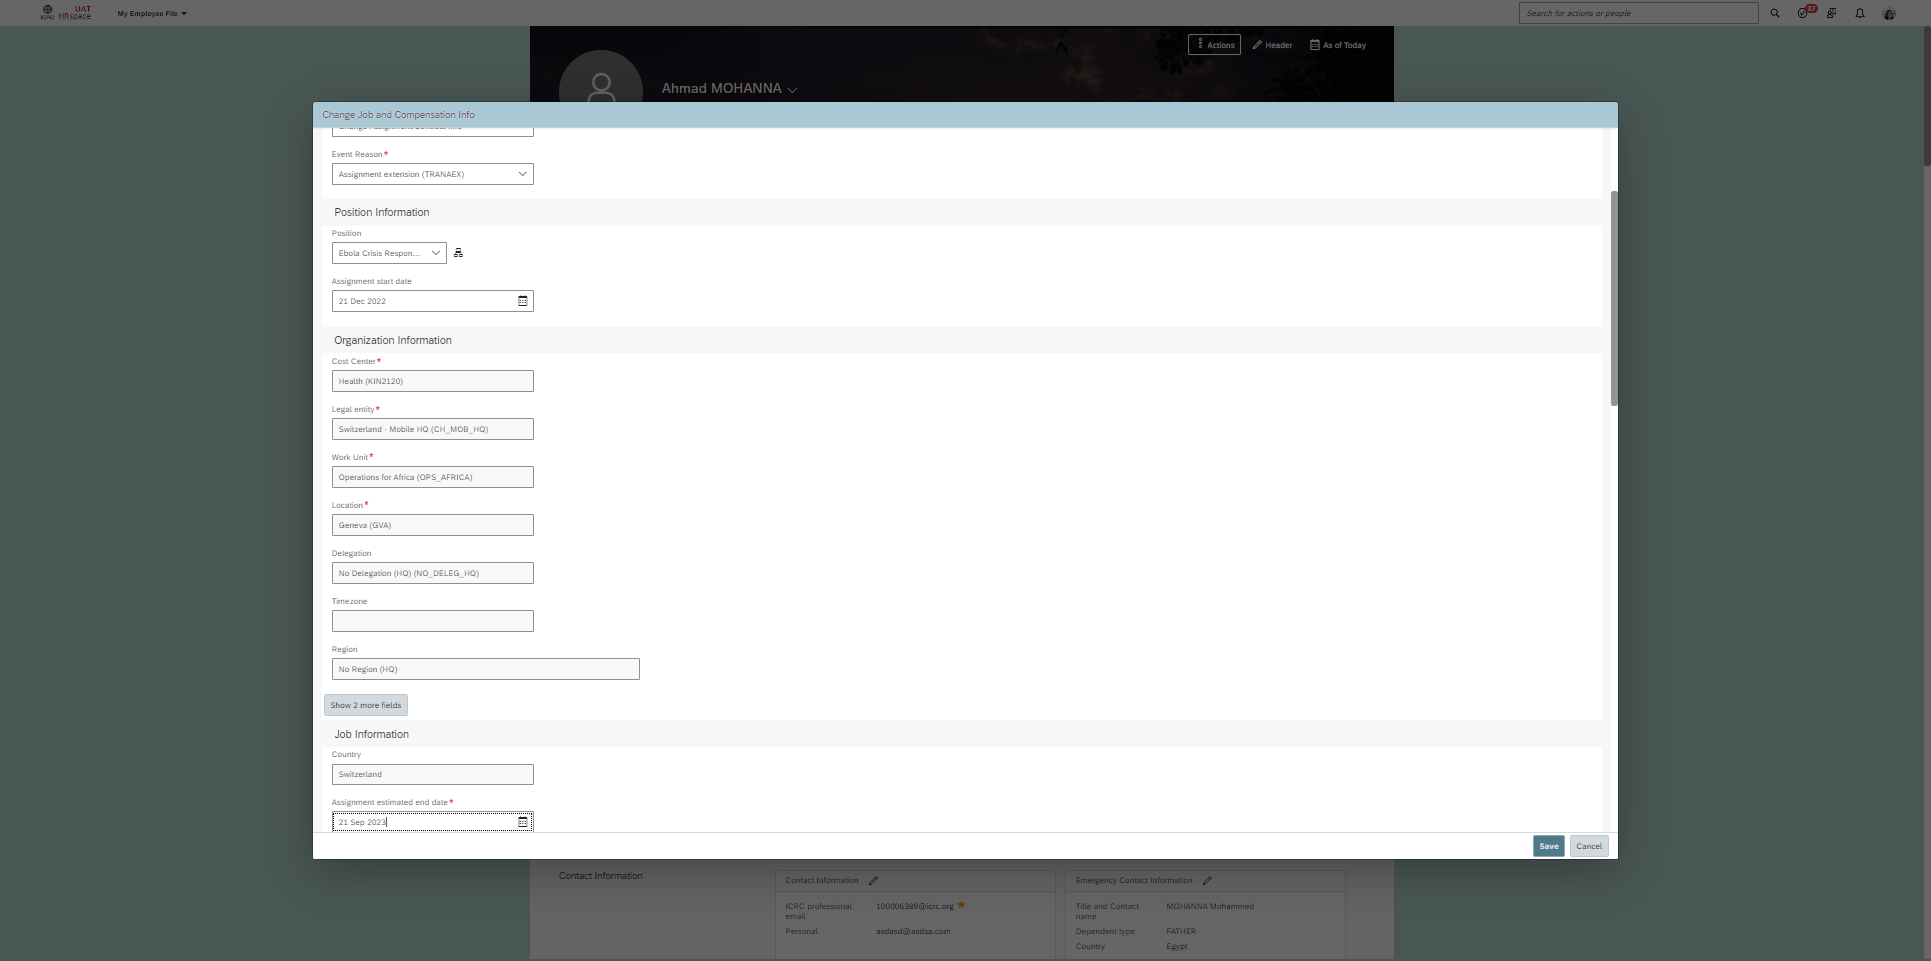 ICRC
UAT
HRspace
My Employee File
Search for actions or people
37
Actions
Header
As of Today
Ahmad MOHANNA
Change Job and Compensation Info
Event Reason*
Assignment extension (TRANAEX)
Position Information
Position
Ebola Crisis Respon...
Assignment start date
21 Dec 2022
Organization Information
Cost Center*
Health (KIN2120)
Legal entity*
Switzerland - Mobile HQ (CH_MOB_HQ)
Work Unit*
Operations for Africa (OPS_AFRICA)
Location*
Geneva (GVA)
Delegation
No Delegation (HQ) (NO_DELEG_HQ)
Timezone
Region
No Region (HQ)
Show 2 more fields
Job Information
Country
Switzerland
Assignment estimated end date*
21 Sep 2023
Save
Cancel
Contact Information
Contact Information
ICRC professional
email
100006389@icrc.org
Personal
asdasd@asdsa.com
Emergency Contact Information
Title and Contact
name
MOHANNA Mohammed
Dependent type
FATHER
Country
Egypt